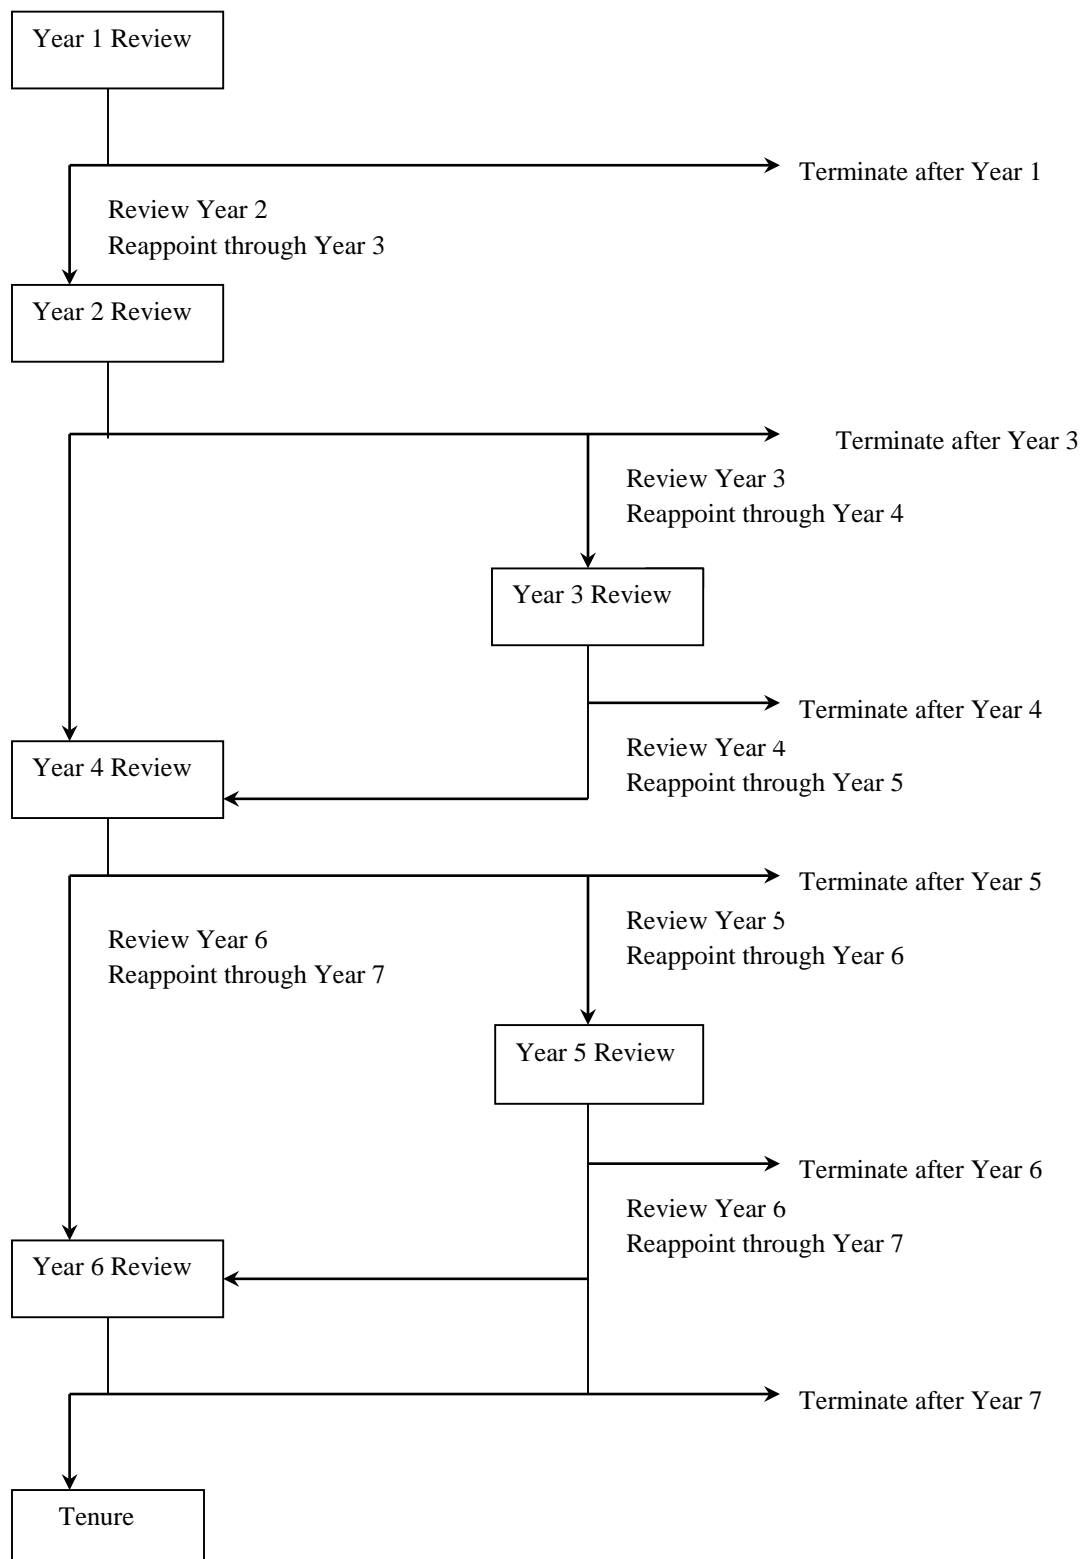 Year 1 Review
Terminate after Year 1
Review Year 2
Reappoint through Year 3
Year 2 Review
Terminate after Year 3
Review Year 3
Reappoint through Year 4
Year 3 Review
Terminate after Year 4
Review Year 4
Reappoint through Year 5
Year 4 Review
Terminate after Year 5
Review Year 5
Reappoint through Year 6
Review Year 6
Reappoint through Year 7
Year 5 Review
Terminate after Year 6
Review Year 6
Reappoint through Year 7
Year 6 Review
Terminate after Year 7
Tenure